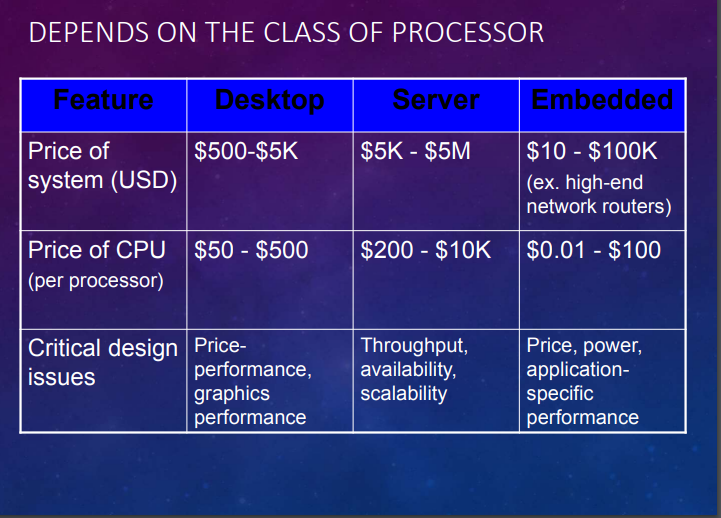 DEPENDS ON THE CLASS OF PROCESSOR
Feature Desktop Server Embedded
Price of
system (USD)
$500-$5K
$5K - $5M
$10 - $100K
(ex. high-end
network routers)
Price of CPU
(per processor)
$50 - $500
$200 - $10K
$0.01 - $100
Critical design
issues
Price-
performance,
graphics
performance
Throughput,
availability,
scalability
Price, power,
application-
specific
performance